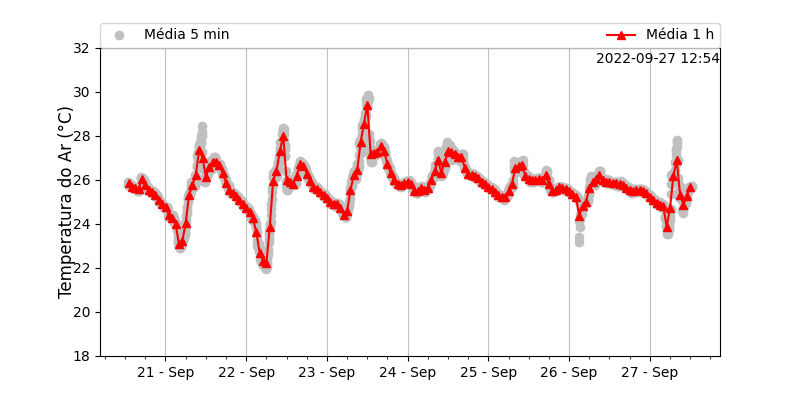 Média 5 min
Média 1 h
2022-09-27 12:54
Temperatura do Ar (°C)
32
30
28
26
24
22
20
18
21 - Sep
22 - Sep
23 - Sep
24 - Sep
25 - Sep
26 - Sep
27 - Sep